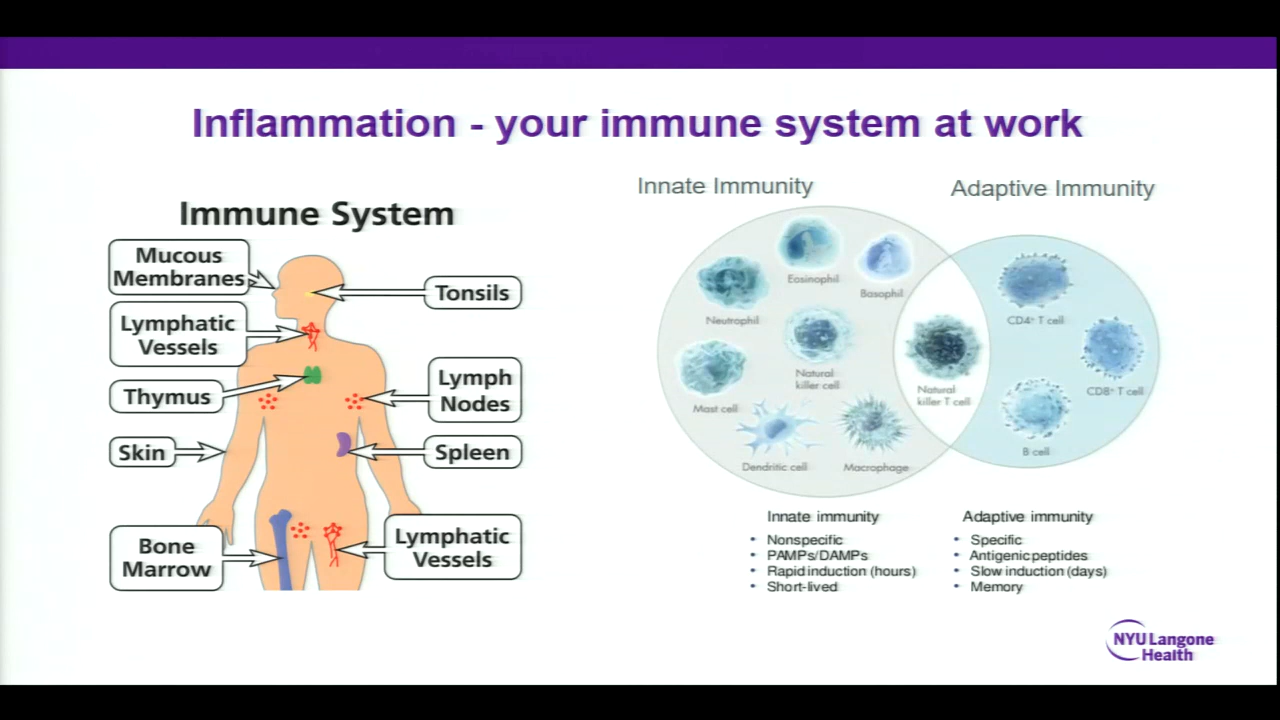 Inflammation - your immune system at work
Immune System
Mucous
Membranes
Tonsils
Lymphatic
Vessels
Thymus
Lymph
Nodes
Skin
Spleen
Bone
Marrow
Lymphatic
Vessels
Innate Immunity
Adaptive Immunity
Eosinophil
Basophil
Neutrophil
Natural
killer cell
Mast cell
Dendritic cell
Macrophage
Natural
killer T cell
CD4⁺ T cell
CD8⁺ T cell
B cell
Innate immunity
• Nonspecific
• PAMPs/DAMPs
• Rapid induction (hours)
• Short-lived
Adaptive immunity
• Specific
• Antigenic peptides
• Slow induction (days)
• Memory
NYU Langone
Health